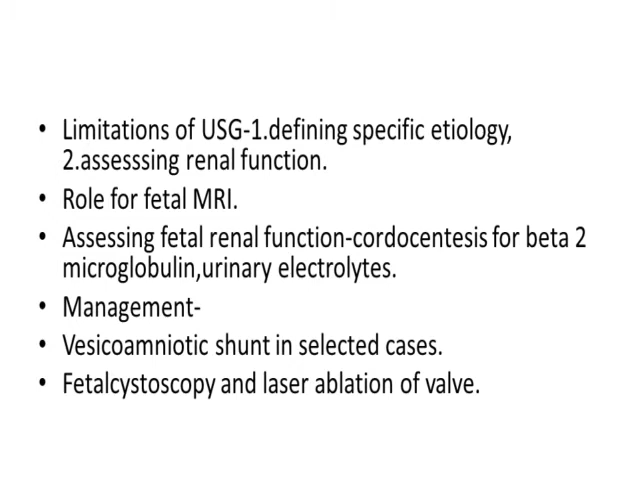 • Limitations of USG-1.defining specific etiology,
2.assesssing renal function.
• Role for fetal MRI.
• Assessing fetal renal function-cordocentesis for beta 2
microglobulin,urinary electrolytes.
• Management-
• Vesicoamniotic shunt in selected cases.
• Fetalcystoscopy and laser ablation of valve.